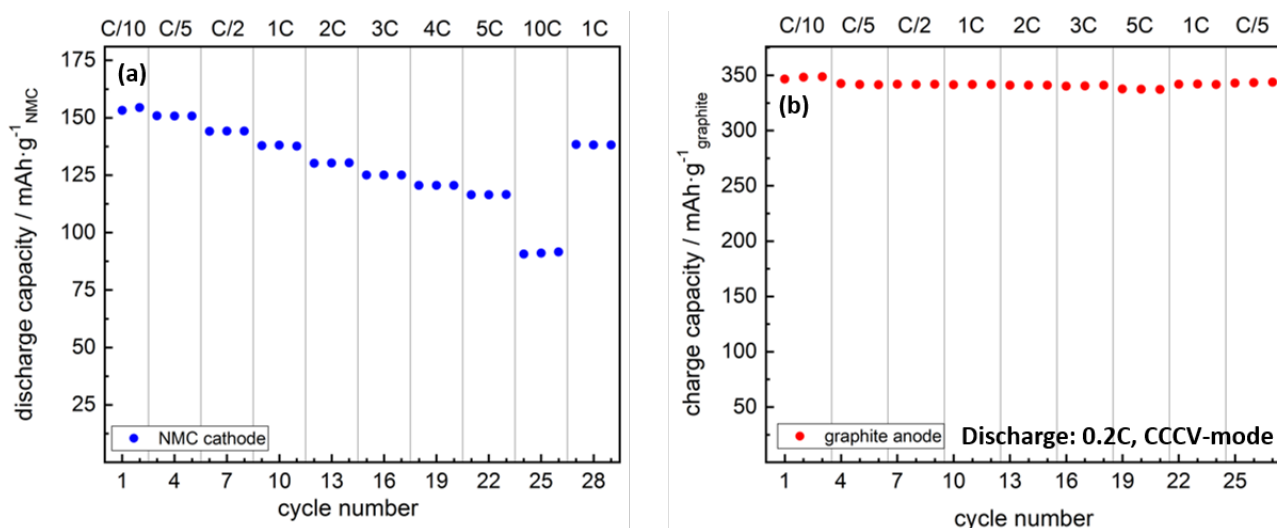 C/10 C/5 C/2 1C 2C 3C 4C 5C 10C 1C
175
(a)
150
125
100
75
50
25
discharge capacity / mAh·g⁻¹NMC
NMC cathode
1 4 7 10 13 16 19 22 25 28
cycle number
C/10 C/5 C/2 1C 2C 3C 5C 1C C/5
350
(b)
300
250
200
150
100
50
charge capacity / mAh·g⁻¹graphite
graphite anode
Discharge: 0.2C, CCCV-mode
1 4 7 10 13 16 19 22 25
cycle number